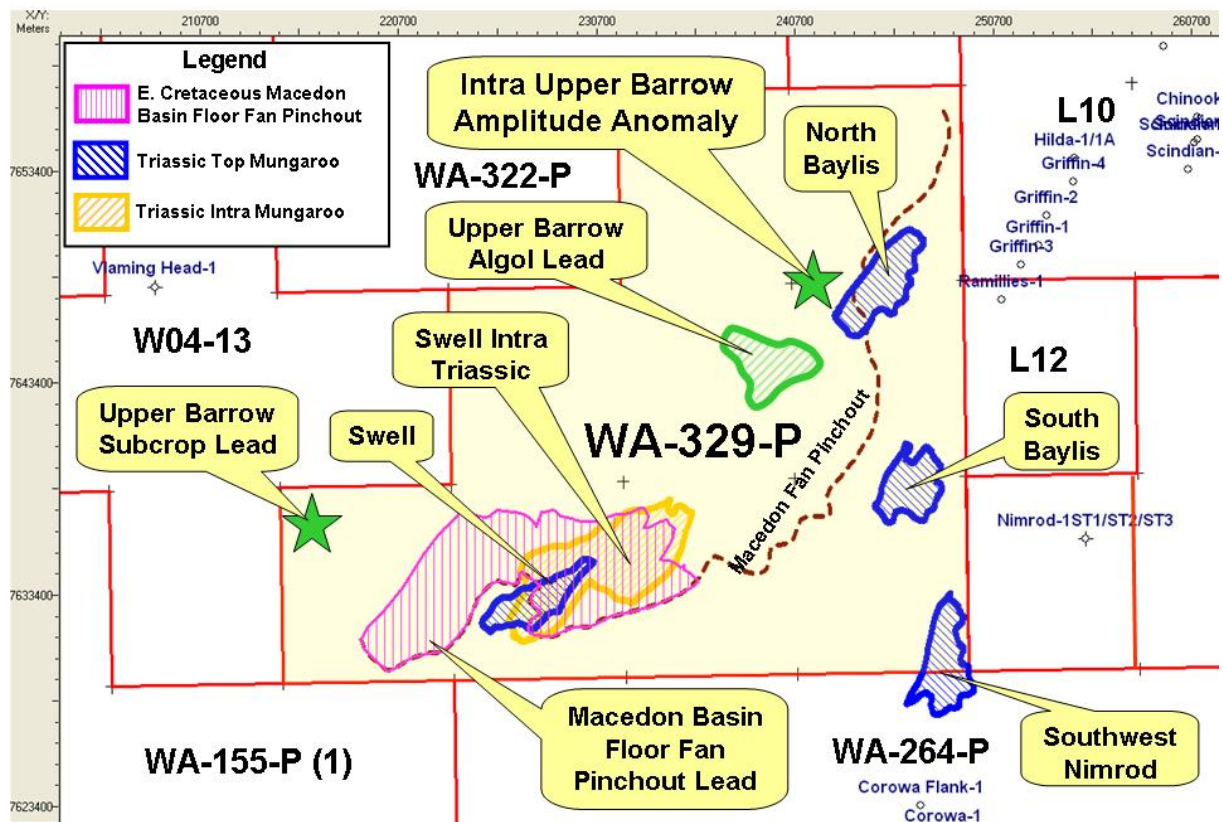 X/Y:
Meters
210700
220700
230700
240700
250700
260700
7653400
7643400
7633400
7623400
Legend
E. Cretaceous Macedon
Basin Floor Fan Pinchout
Triassic Top Mungaroo
Triassic Intra Mungaroo
Intra Upper Barrow
Amplitude Anomaly
North
Baylis
WA-322-P
Upper Barrow
Algol Lead
L10
Chinook
Hilda-1/1A
Scindian-
Griffin-4
Griffin-2
Griffin-1
Griffin-3
Ramillies-1
Vlaming Head-1
W04-13
Swell Intra
Triassic
L12
Upper Barrow
Subcrop Lead
Swell
WA-329-P
South
Baylis
Macedon Fan Pinchout
Nimrod-1ST1/ST2/ST3
Macedon Basin
Floor Fan
Pinchout Lead
WA-155-P (1)
WA-264-P
Southwest
Nimrod
Corowa Flank-1
Corowa-1